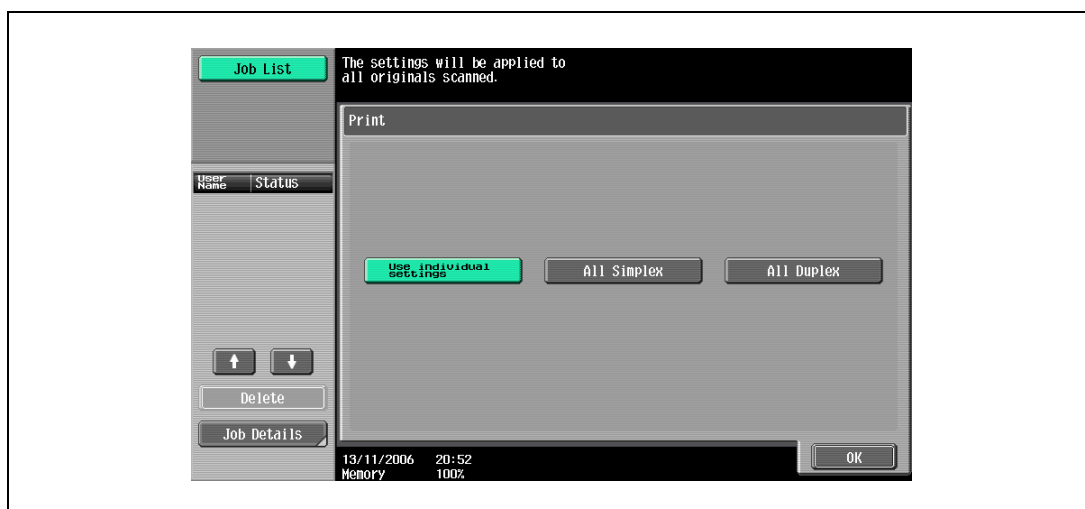 Job List
The settings will be applied to
all originals scanned.
Print
User
Name
Status
Use individual
settings
All Simplex
All Duplex
Delete
Job Details
13/11/2006 20:52
Memory 100%
OK